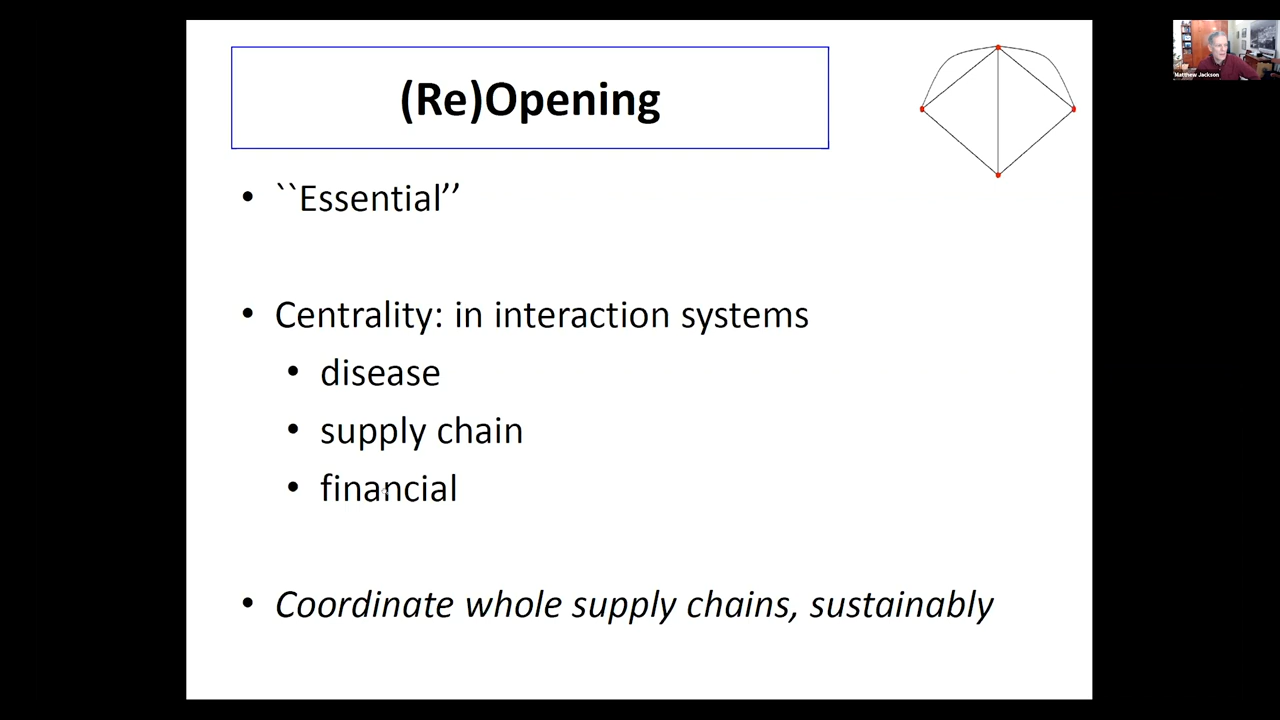 (Re)Opening
Matthew Jackson
• ``Essential’’
• Centrality: in interaction systems
• disease
• supply chain
• financial
• Coordinate whole supply chains, sustainably